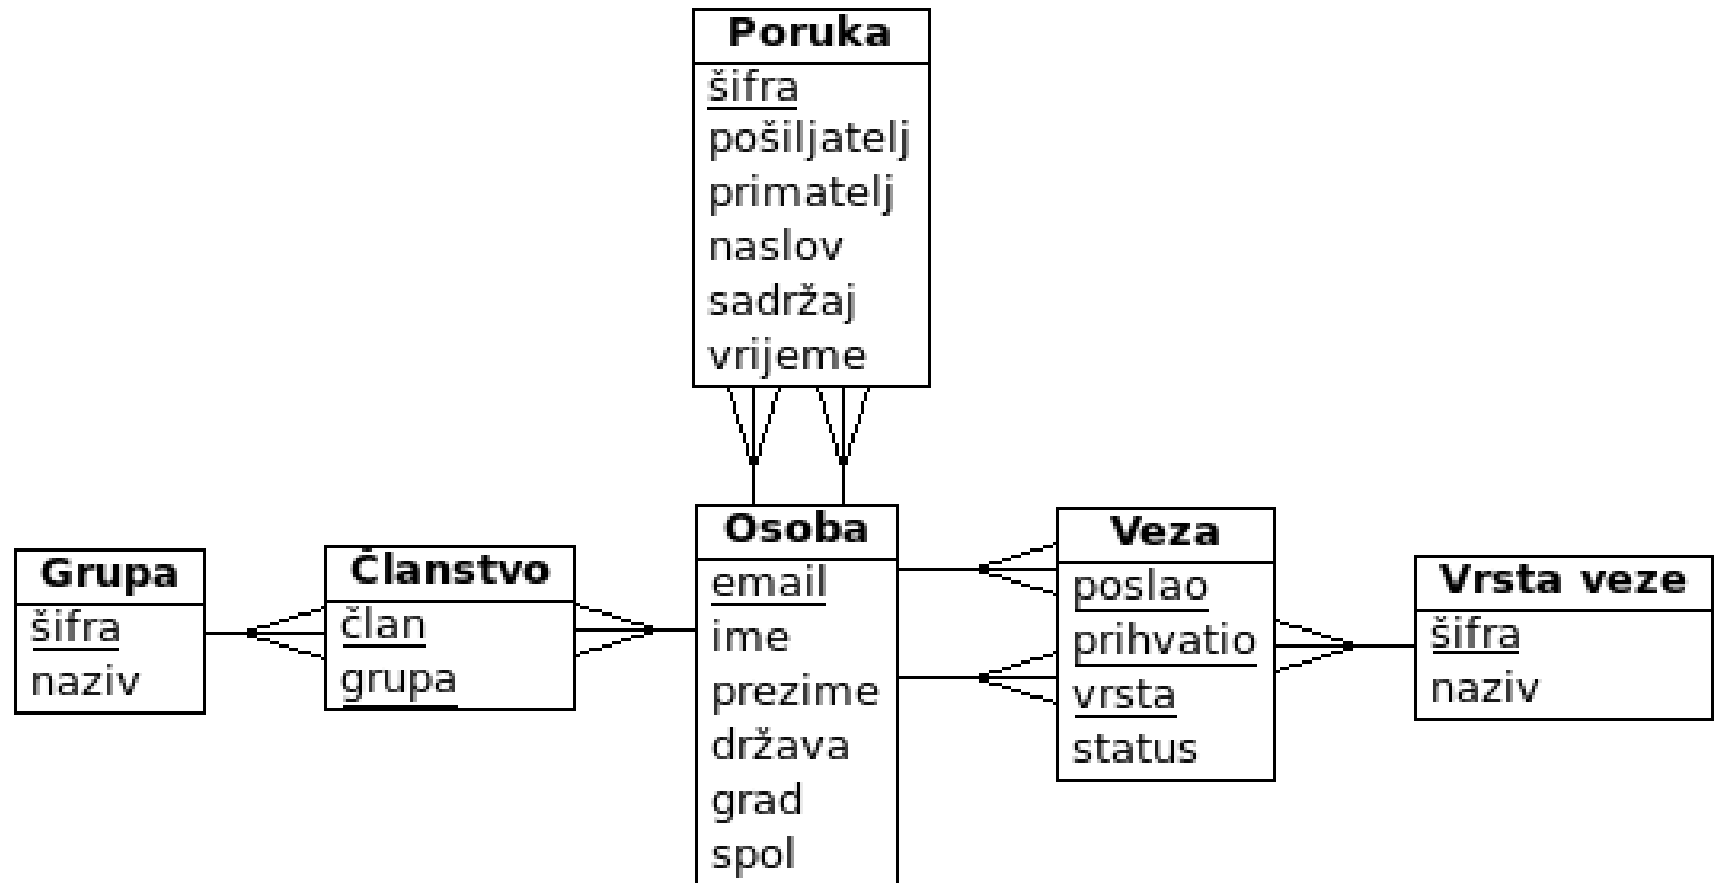 Poruka
šifra
pošiljatelj
primatelj
naslov
sadržaj
vrijeme
Grupa
šifra
naziv
Članstvo
član
grupa
Osoba
email
ime
prezime
država
grad
spol
Veza
poslao
prihvatio
vrsta
status
Vrsta veze
šifra
naziv